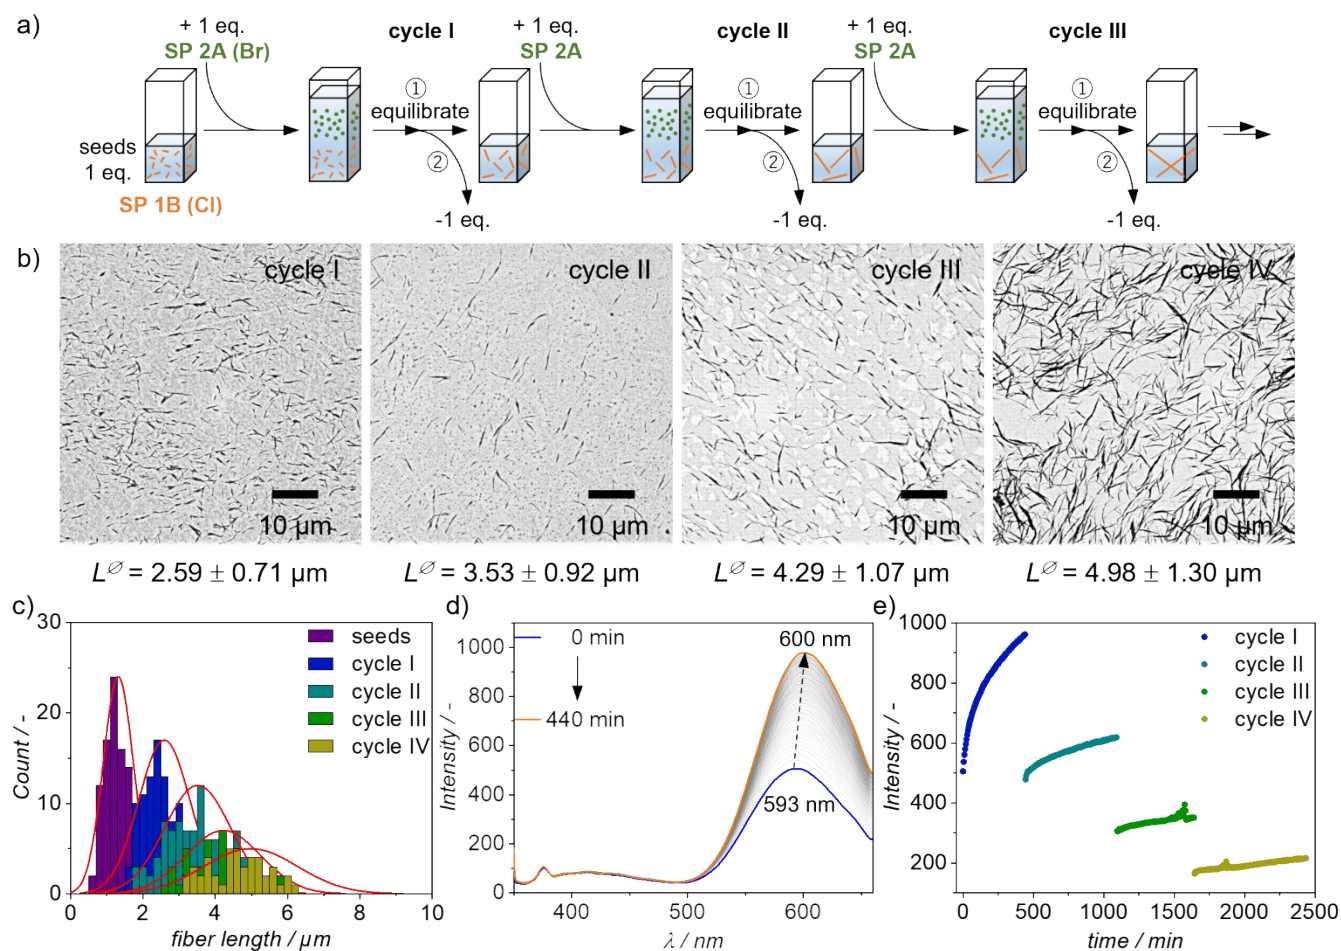 a)
+ 1 eq.
SP 2A (Br)
cycle I
+ 1 eq.
SP 2A
cycle II
+ 1 eq.
SP 2A
cycle III
①
equilibrate
②
①
equilibrate
②
①
equilibrate
②
seeds
1 eq.
SP 1B (Cl)
-1 eq.
-1 eq.
-1 eq.
b)
cycle I
10 µm
cycle II
10 µm
cycle III
10 µm
cycle IV
10 µm
L^∅ = 2.59 ± 0.71 µm
L^∅ = 3.53 ± 0.92 µm
L^∅ = 4.29 ± 1.07 µm
L^∅ = 4.98 ± 1.30 µm
c)
30
20
10
0
Count / -
seeds
cycle I
cycle II
cycle III
cycle IV
0 2 4 6 8 10
fiber length / µm
d)
1000
800
600
400
200
0
Intensity / -
0 min
440 min
600 nm
593 nm
400 500 600
λ / nm
e)
1000
800
600
400
200
Intensity / -
cycle I
cycle II
cycle III
cycle IV
0 500 1000 1500 2000 2500
time / min